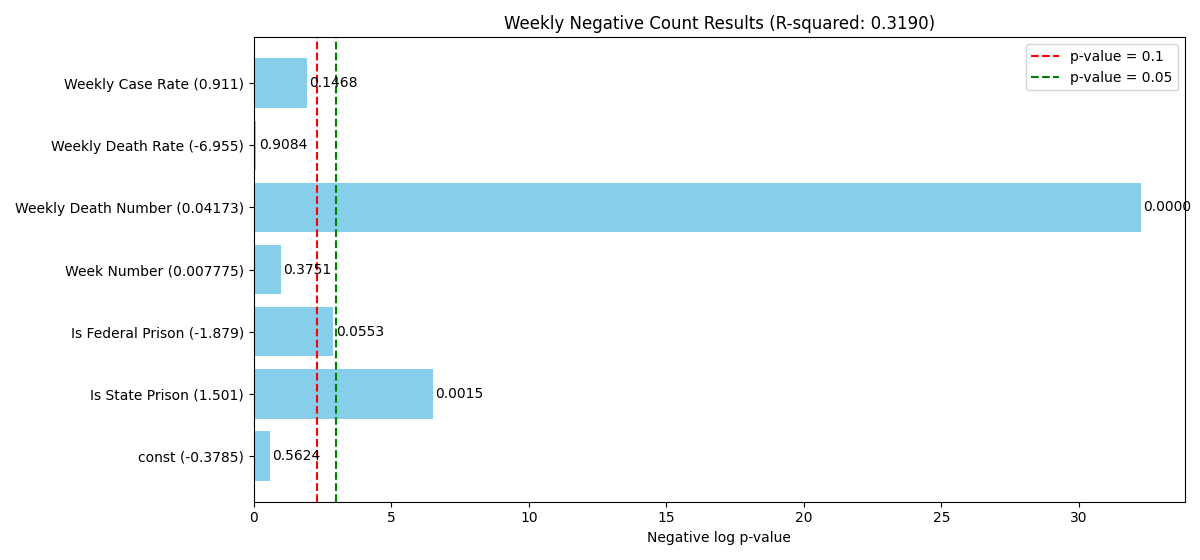 Weekly Negative Count Results (R-squared: 0.3190)
p-value = 0.1
p-value = 0.05
Weekly Case Rate (0.911) 0.1468
Weekly Death Rate (-6.955) 0.9084
Weekly Death Number (0.04173) 0.0000
Week Number (0.007775) 0.3751
Is Federal Prison (-1.879) 0.0553
Is State Prison (1.501) 0.0015
const (-0.3785) 0.5624
0 5 10 15 20 25 30
Negative log p-value